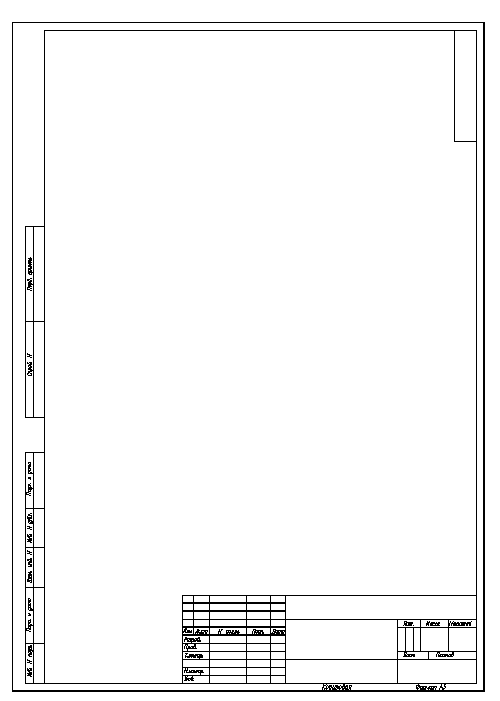 Перв. примен.
Справ. №
Подп. и дата
Инв. № дубл.
Взам. инв. №
Подп. и дата
Инв. № подл.
Изм. Лист № докум. Подп. Дата
Разраб.
Пров.
Т.контр.
Н.контр.
Утв.
Лит. Масса Масштаб
Лист Листов
Копировал Формат А3